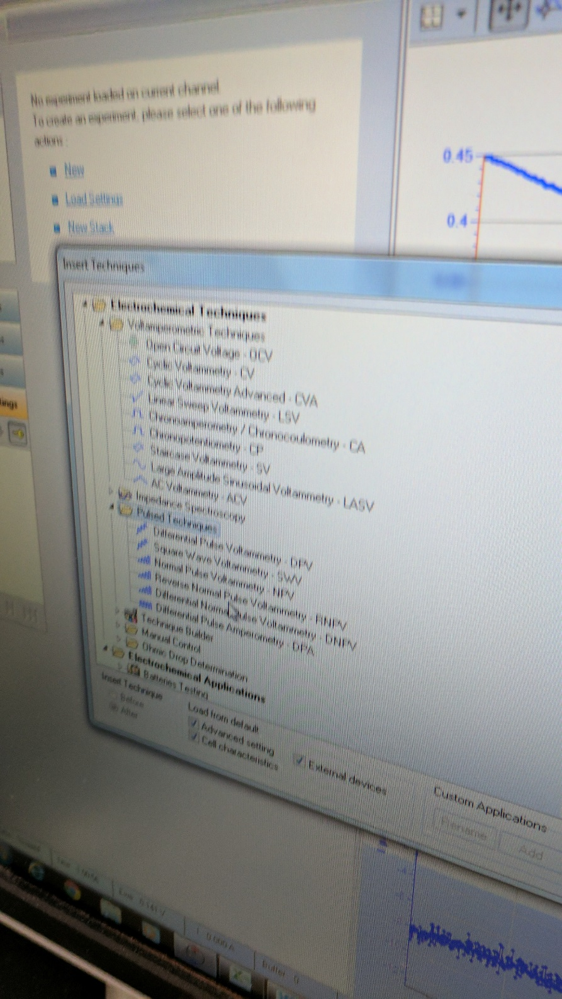 No experiment loaded on current channel.
To create an experiment, please select one of the following
actions :
New
Load Settings
New Stack
0.45
0.4
Insert Techniques
Electrochemical Techniques
Voltamperometric Techniques
Open Circuit Voltage - OCV
Cyclic Voltammetry - CV
Cyclic Voltammetry Advanced - CVA
Linear Sweep Voltammetry - LSV
Chronoamperometry / Chronocoulometry - CA
Chronopotentiometry - CP
Staircase Voltammetry - SV
Large Amplitude Sinusoidal Voltammetry - LASV
AC Voltammetry - ACV
Impedance Spectroscopy
Pulsed Techniques
Differential Pulse Voltammetry - DPV
Square Wave Voltammetry - SWV
Normal Pulse Voltammetry - NPV
Reverse Normal Pulse Voltammetry - RNPV
Differential Normal Pulse Voltammetry - DNPV
Differential Pulse Amperometry - DPA
Technique Builder
Manual Control
Ohmic Drop Determination
Electrochemical Applications
Batteries Testing
Insert Technique
Before
After
Load from default
Advanced setting
Cell characteristics
External devices
Custom Applications
Rename
Add
0.000 A
Buffer : 0